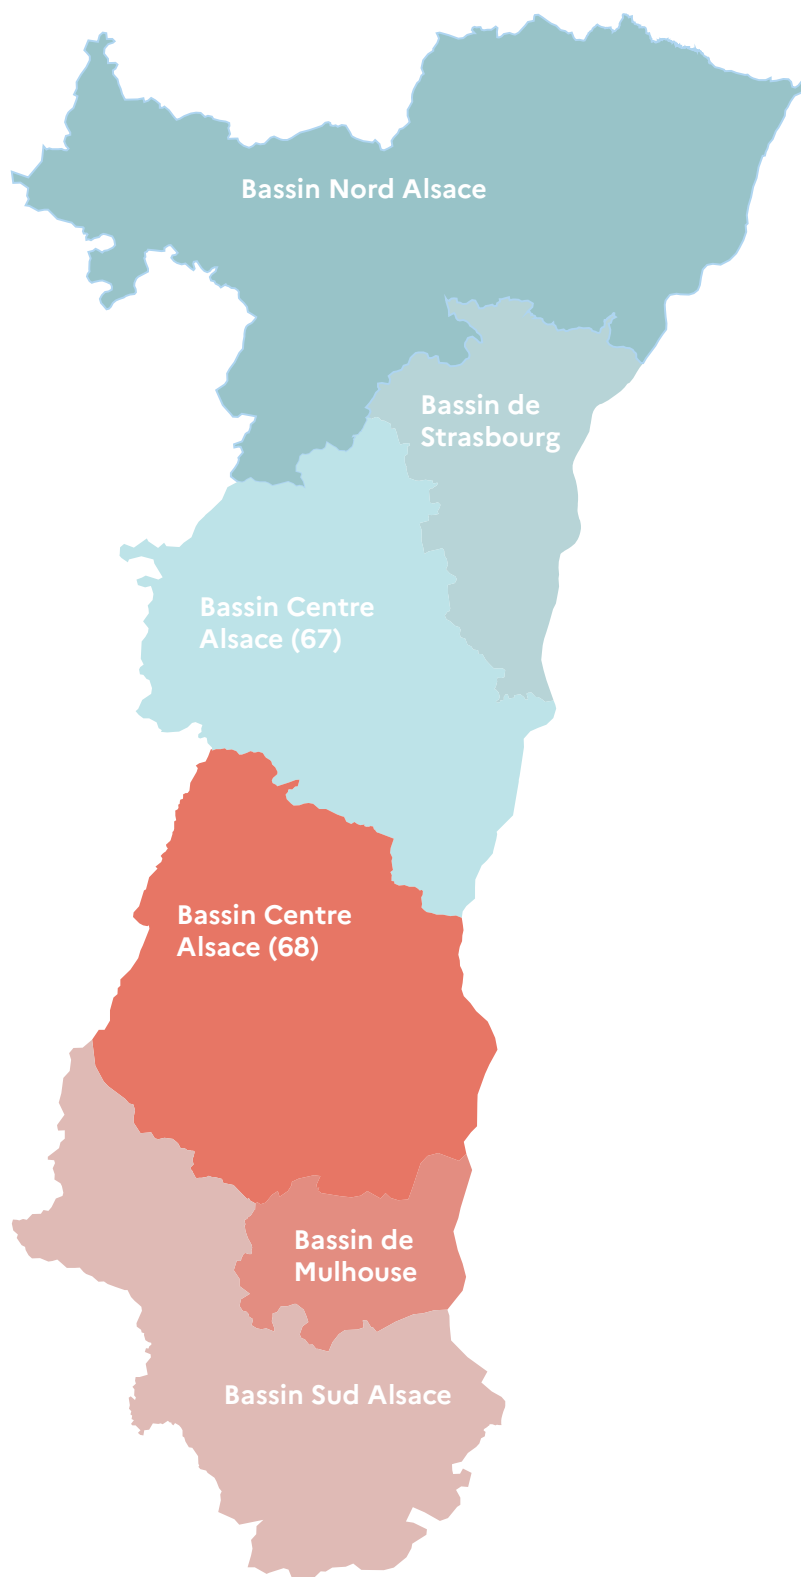 Bassin Nord Alsace
Bassin de
Strasbourg
Bassin Centre
Alsace (67)
Bassin Centre
Alsace (68)
Bassin de
Mulhouse
Bassin Sud Alsace